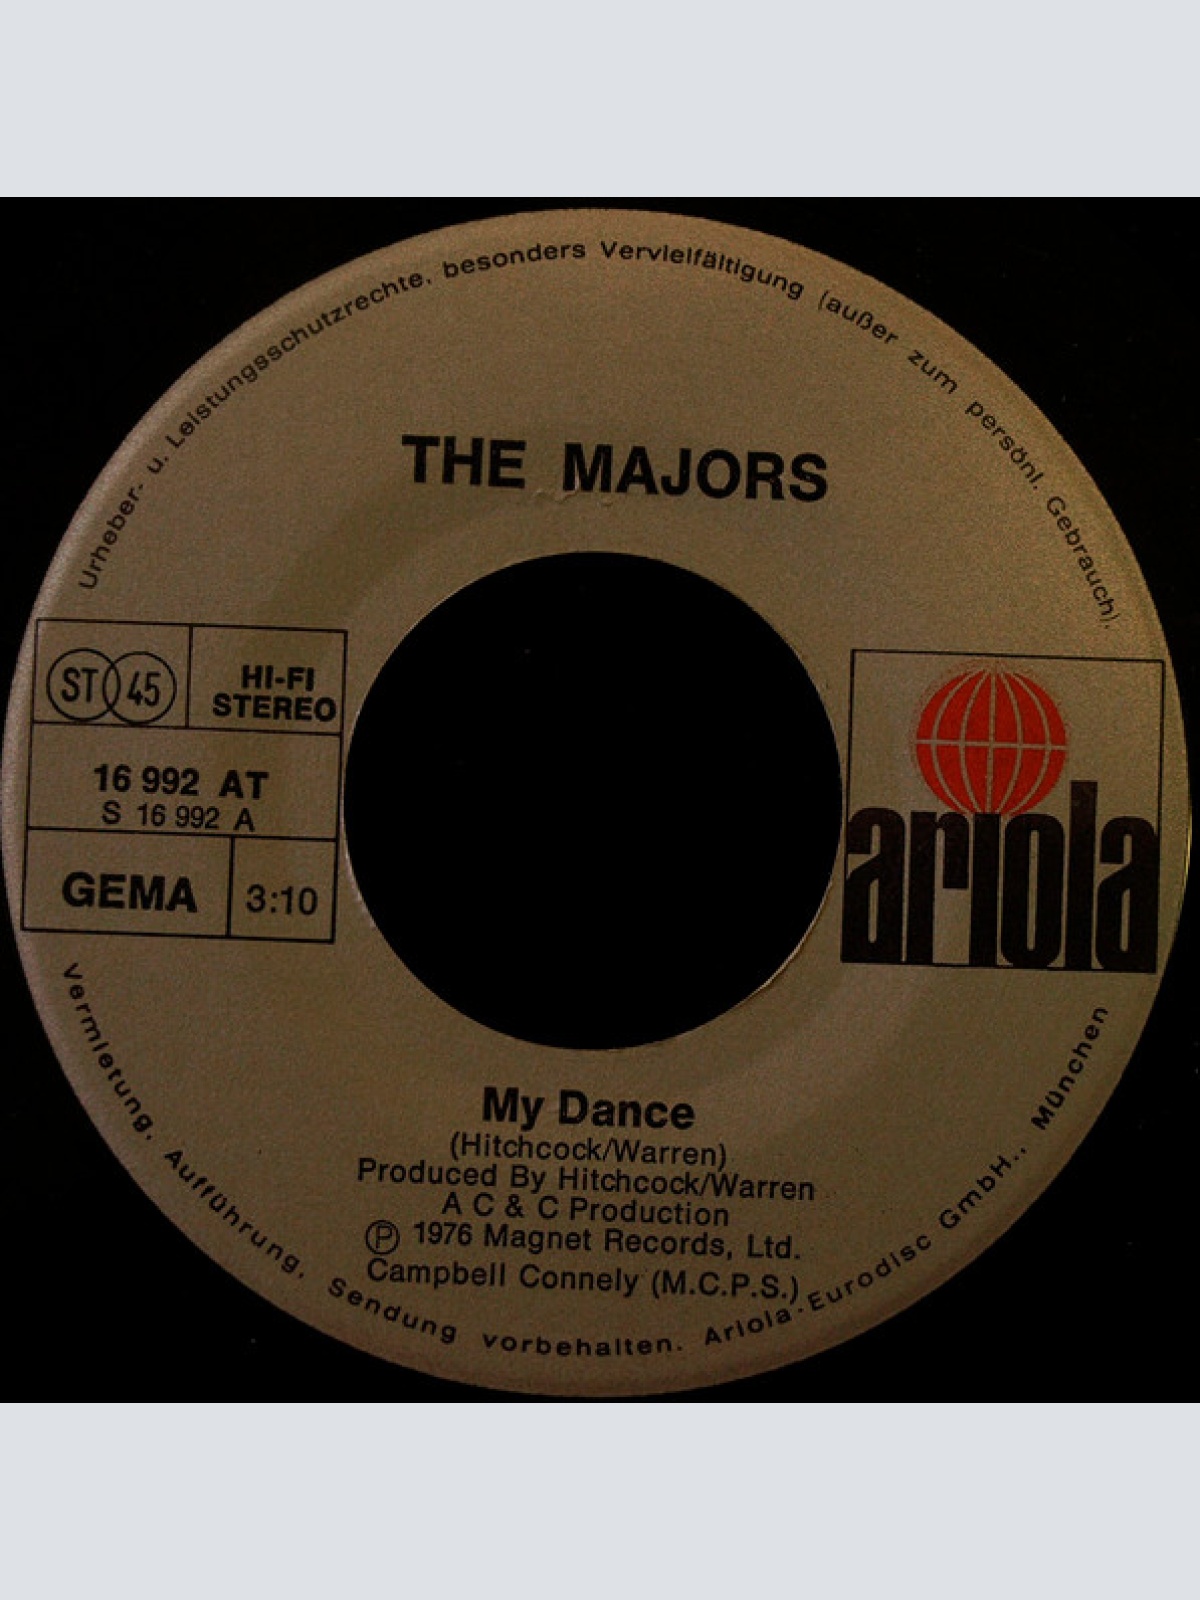 Urheber- u. Leistungsschutzrechte, besonders Vervielfältigung (außer zum persönl. Gebrauch),
THE MAJORS
ST 45
HI-FI
STEREO
16 992 AT
S 16 992 A
GEMA
3:10
ariola
My Dance
(Hitchcock/Warren)
Produced By Hitchcock/Warren
A C & C Production
Ⓟ 1976 Magnet Records, Ltd.
Campbell Connely (M.C.P.S.)
Vermietung, Aufführung, Sendung vorbehalten. Ariola-Eurodisc GmbH., München